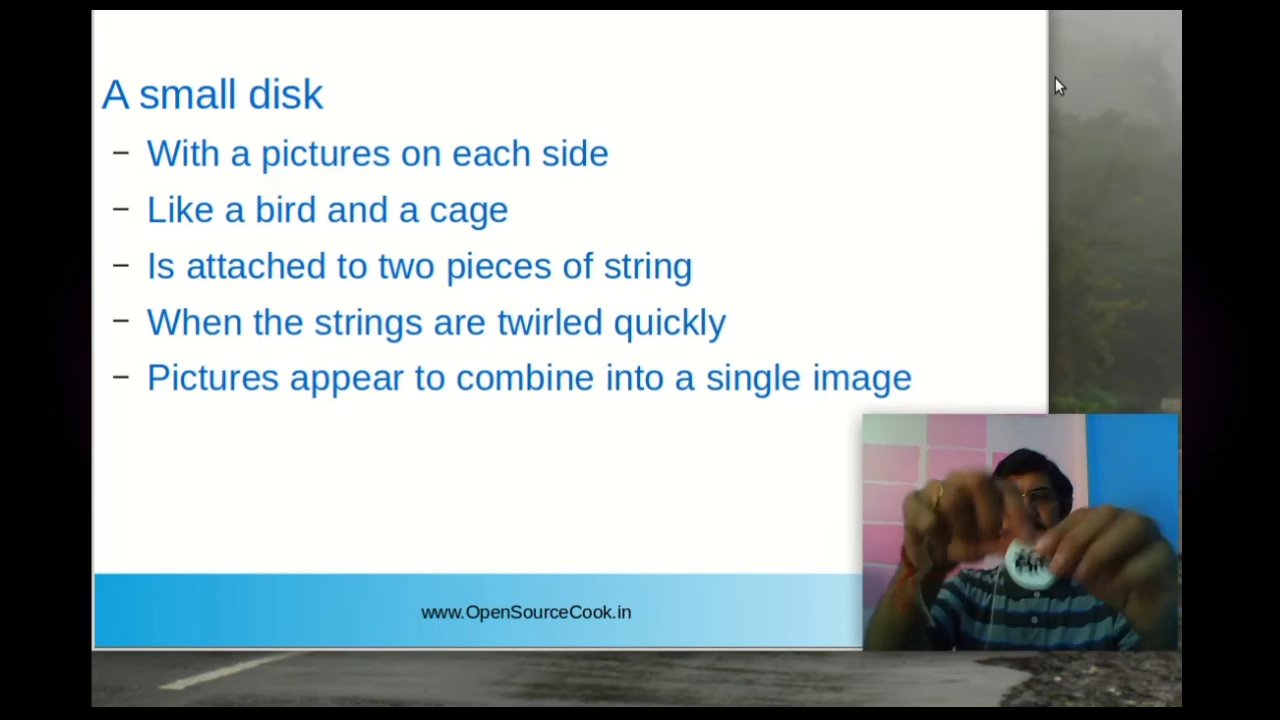 A small disk
– With a pictures on each side
– Like a bird and a cage
– Is attached to two pieces of string
– When the strings are twirled quickly
– Pictures appear to combine into a single image
www.OpenSourceCook.in